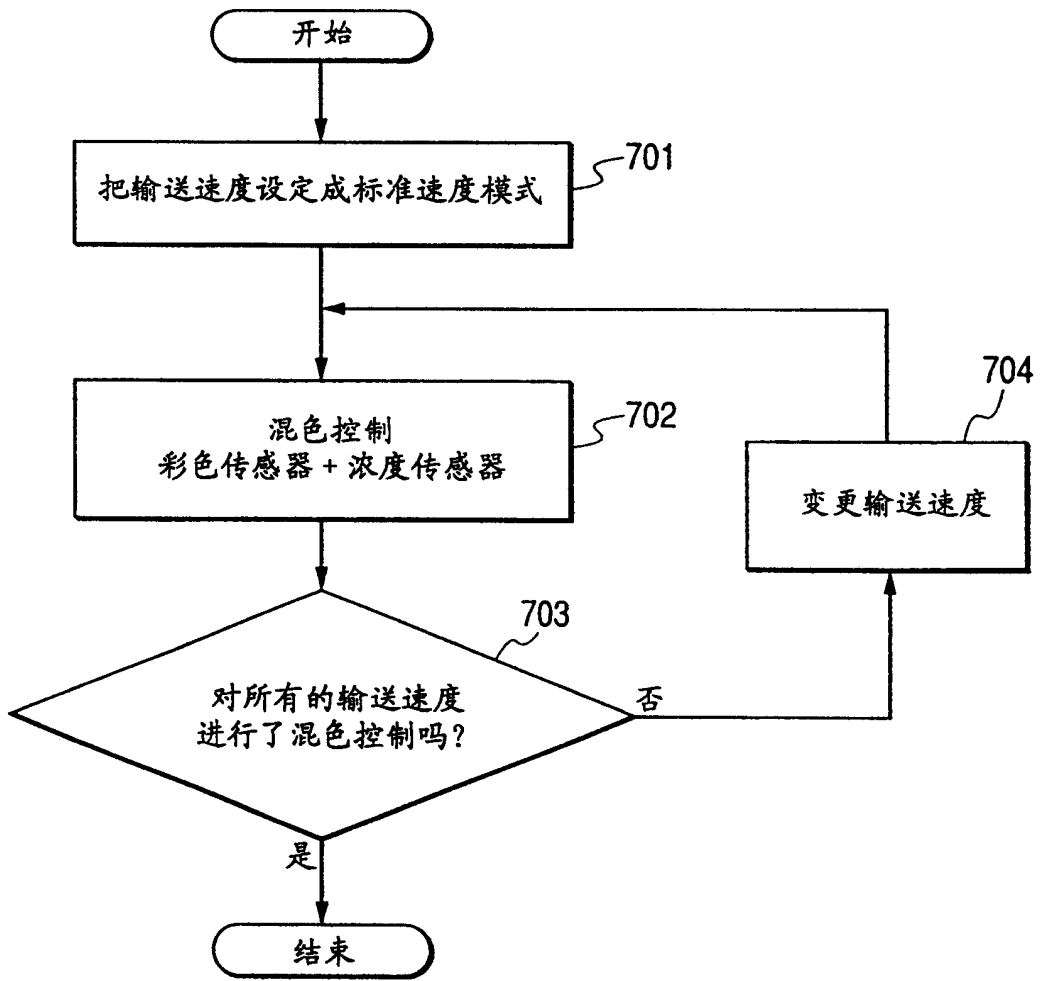 开始
701
把输送速度设定成标准速度模式
704
702
混色控制
彩色传感器+浓度传感器
变更输送速度
703
对所有的输送速度
进行了混色控制吗?
否
是
结束